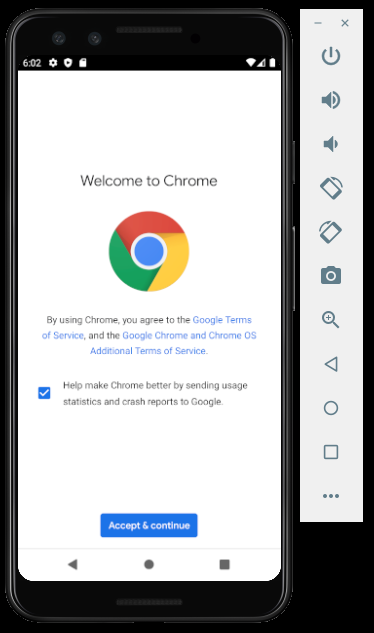 6:02
Welcome to Chrome
By using Chrome, you agree to the Google Terms
of Service, and the Google Chrome and Chrome OS
Additional Terms of Service.
Help make Chrome better by sending usage
statistics and crash reports to Google.
Accept & continue